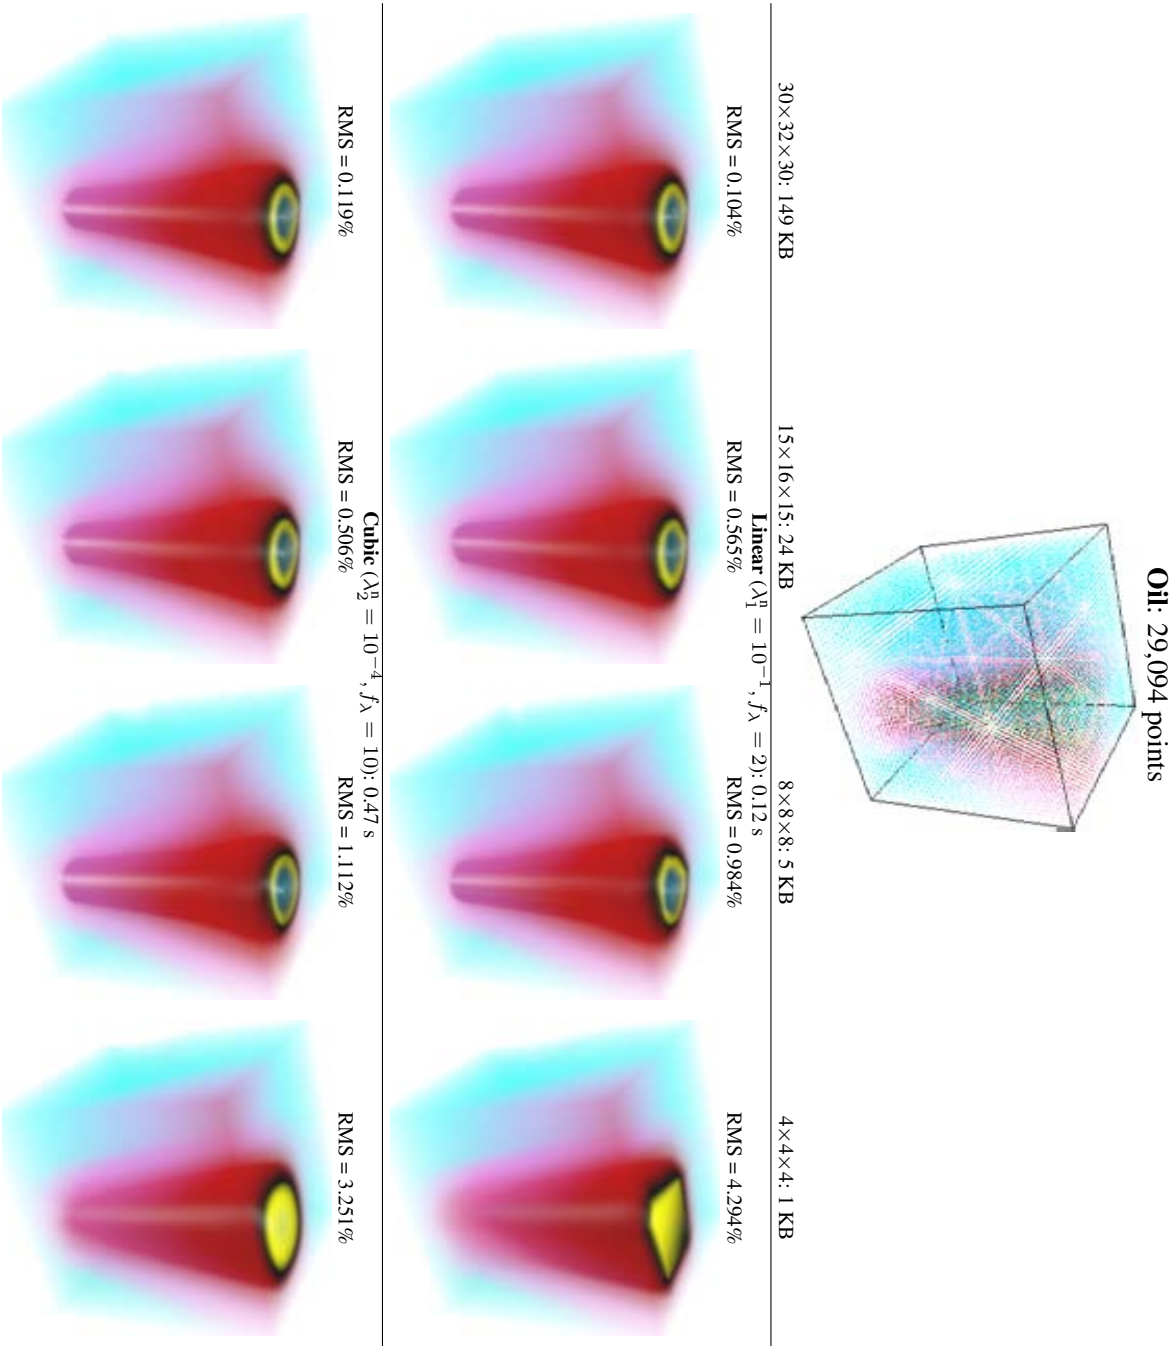 Oil: 29,094 points
30×32×30: 149 KB
15×16×15: 24 KB
8×8×8: 5 KB
4×4×4: 1 KB
Linear (λⁿ₁ = 10⁻¹, f_λ = 2): 0.12 s
RMS = 0.104%
RMS = 0.565%
RMS = 0.984%
RMS = 4.294%
Cubic (λⁿ₂ = 10⁻⁴, f_λ = 10): 0.47 s
RMS = 0.119%
RMS = 0.506%
RMS = 1.112%
RMS = 3.251%